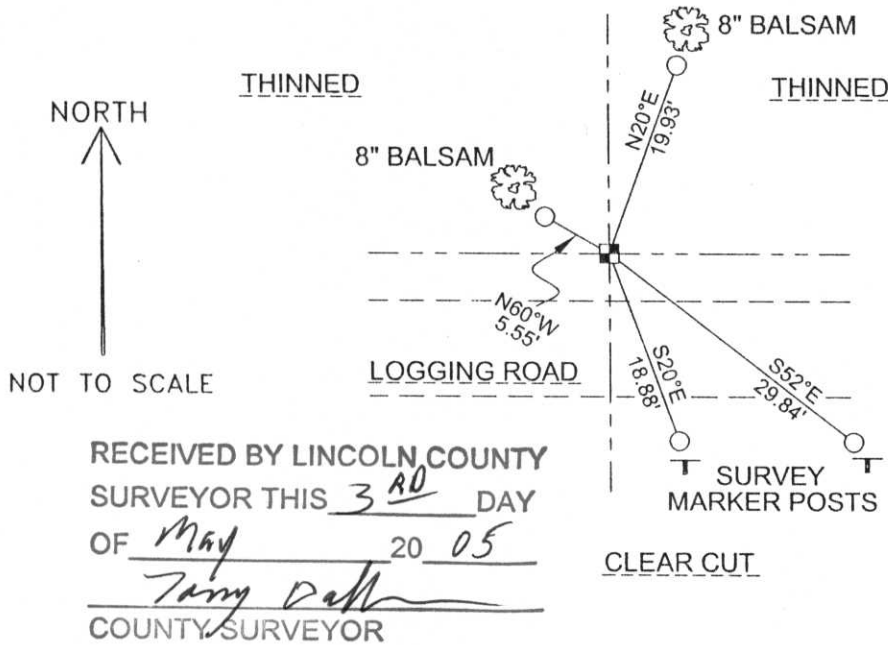 8" BALSAM
THINNED
THINNED
NORTH
N20°E
19.93'
8" BALSAM
N60°W
5.55'
LOGGING ROAD
S20°E
18.88'
S52°E
29.84'
NOT TO SCALE
SURVEY
MARKER POSTS
RECEIVED BY LINCOLN COUNTY
SURVEYOR THIS 3RD DAY
OF May 20 05
COUNTY SURVEYOR
CLEAR CUT